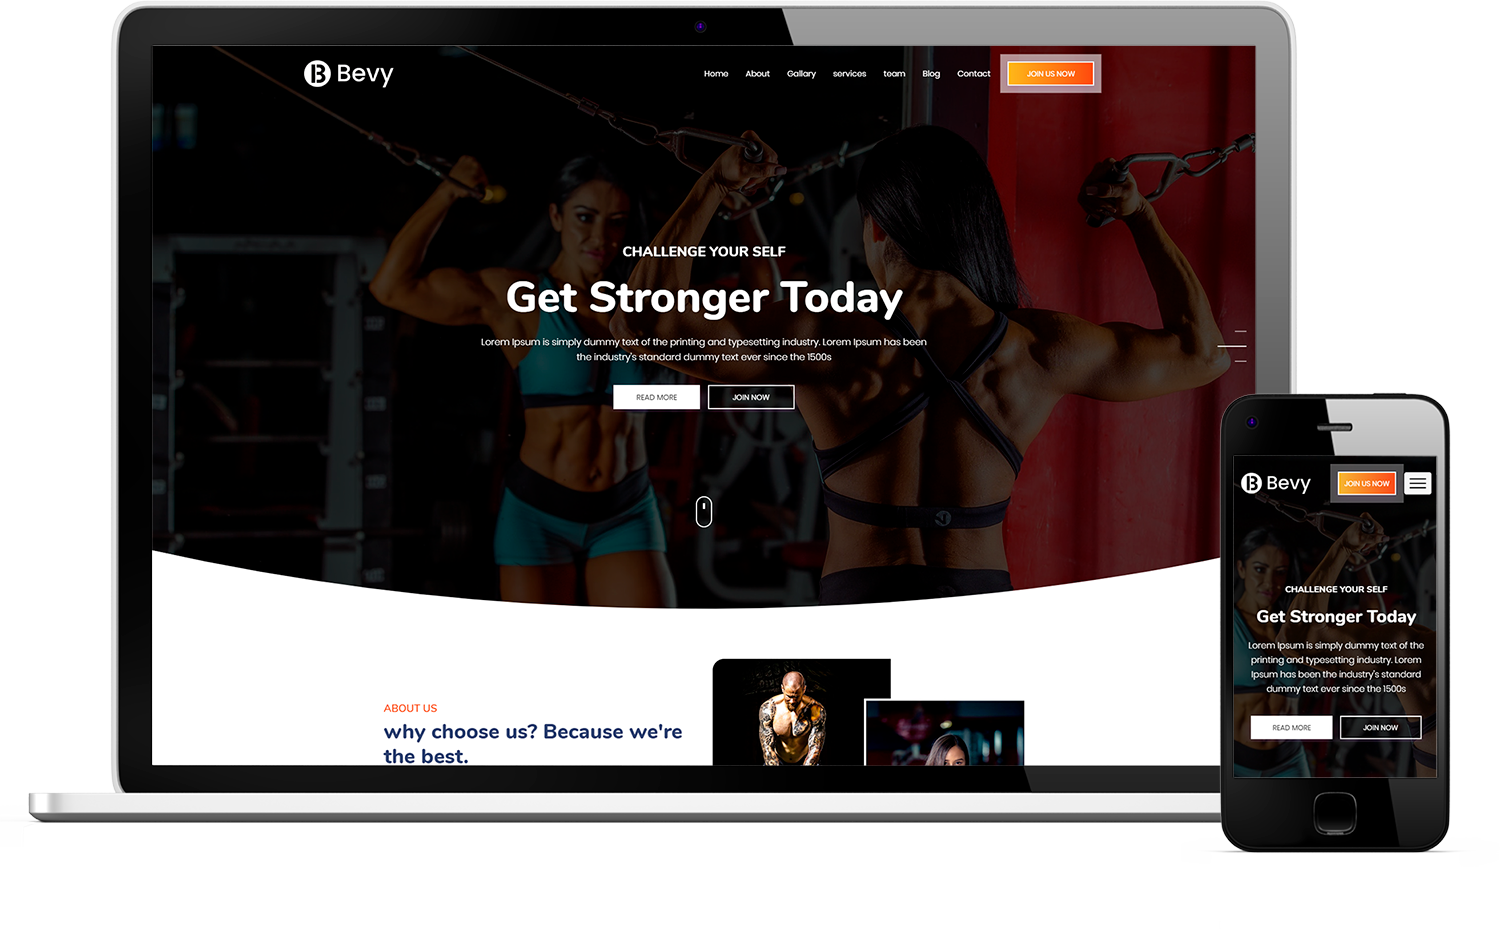 Bevy
Home About Gallary services team Blog Contact JOIN US NOW
CHALLENGE YOUR SELF
Get Stronger Today
Lorem Ipsum is simply dummy text of the printing and typesetting industry. Lorem Ipsum has been
the industry's standard dummy text ever since the 1500s
READ MORE JOIN NOW
ABOUT US
why choose us? Because we're
the best.
Bevy JOIN US NOW
CHALLENGE YOUR SELF
Get Stronger Today
Lorem Ipsum is simply dummy text of the
printing and typesetting industry. Lorem
Ipsum has been the industry's standard
dummy text ever since the 1500s
READ MORE JOIN NOW